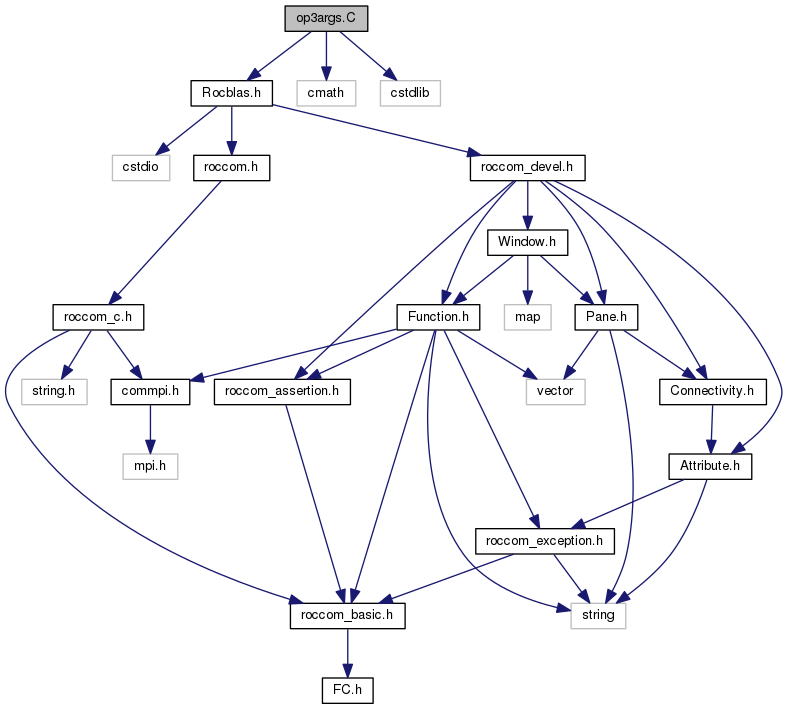 op3args.C
Rocblas.h
cmath
cstdlib
cstdio
roccom.h
roccom_devel.h
Window.h
roccom_c.h
Function.h
map
Pane.h
string.h
commpi.h
roccom_assertion.h
vector
Connectivity.h
mpi.h
Attribute.h
roccom_exception.h
roccom_basic.h
string
FC.h